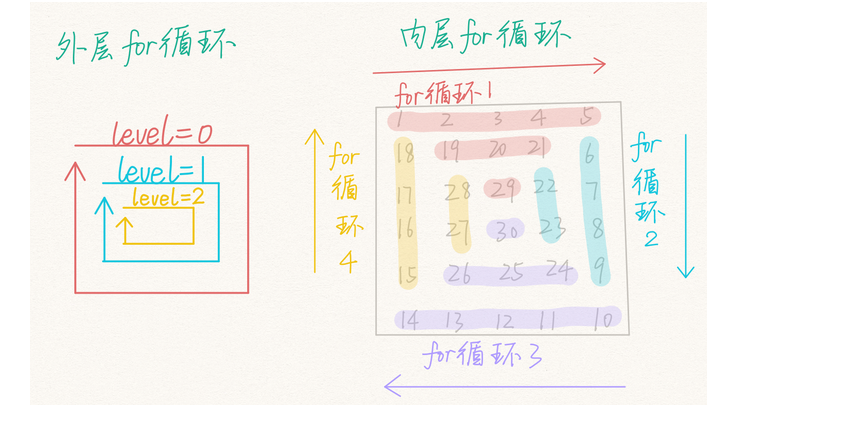 外层for循环
内层for循环
for循环1
level=0
level=1
level=2
1 2 3 4 5
18 19 20 21 6
17 28 29 22 7
16 27 30 23 8
15 26 25 24 9
14 13 12 11 10
for循环4
for循环2
for循环3